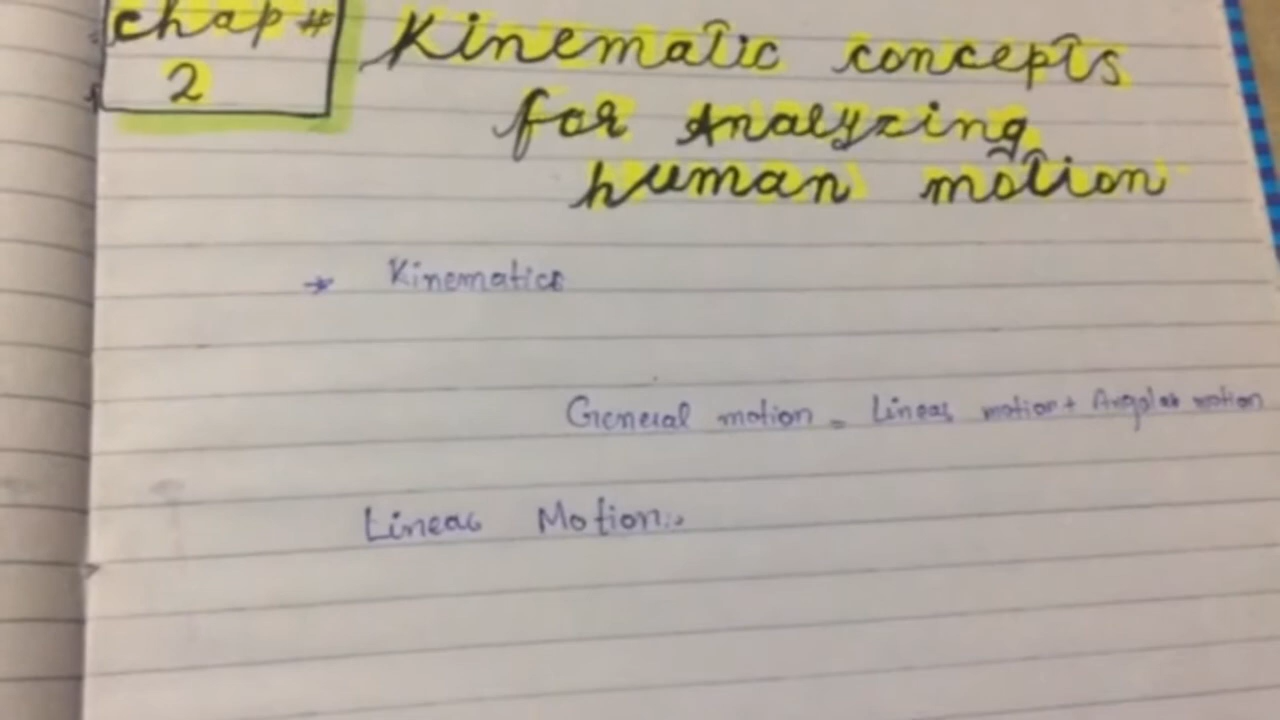 Chap #
2
Kinematic concepts
for Analyzing
human motion
→ Kinematics
General motion = Linear motion + Angular motion
Linear Motion:-